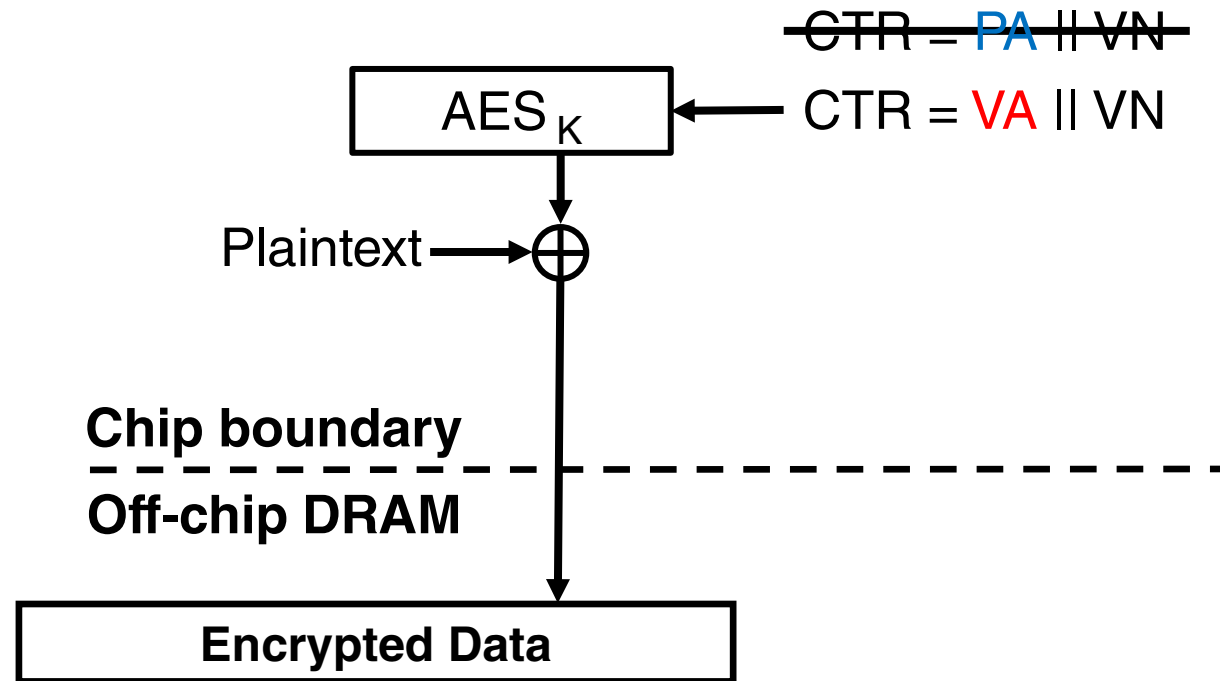 CTR = PA || VN
AES K
CTR = VA || VN
Plaintext
Chip boundary
Off-chip DRAM
Encrypted Data